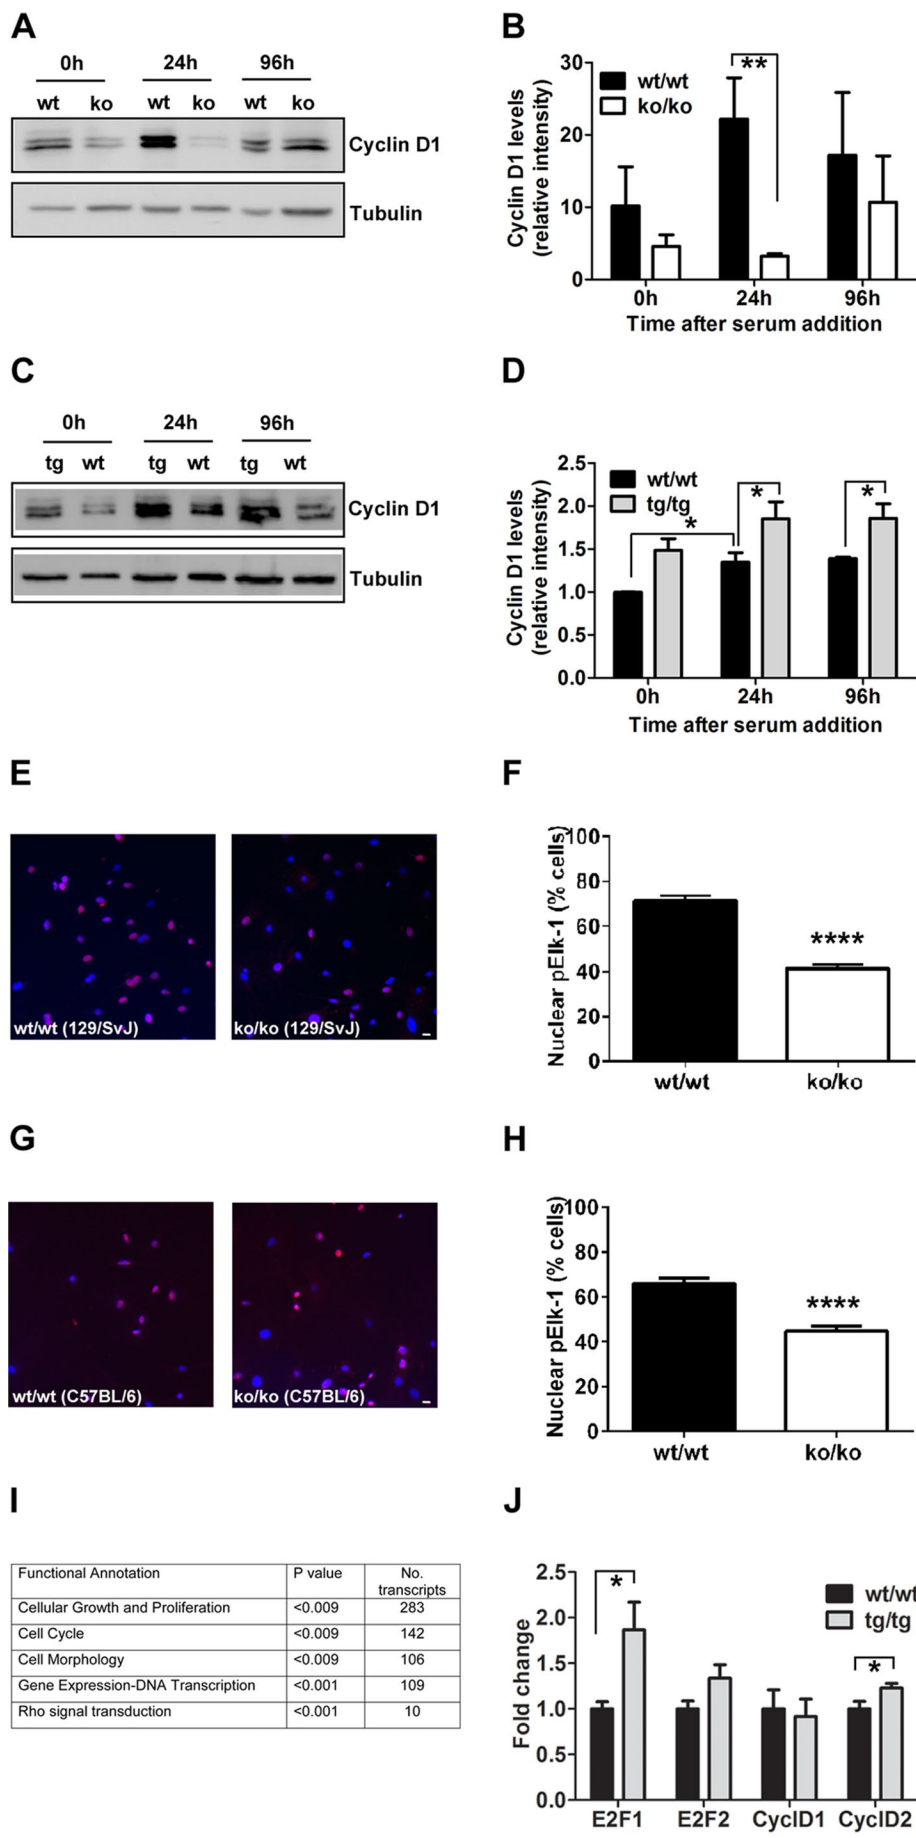 A
0h 24h 96h
wt ko wt ko wt ko
Cyclin D1
Tubulin
B
Cyclin D1 levels
(relative intensity)
30
20
10
0
wt/wt
ko/ko
**
0h 24h 96h
Time after serum addition
C
0h 24h 96h
tg wt tg wt tg wt
Cyclin D1
Tubulin
D
Cyclin D1 levels
(relative intensity)
2.5
2.0
1.5
1.0
0.5
0.0
wt/wt
tg/tg
*
*
*
0h 24h 96h
Time after serum addition
E
wt/wt (129/SvJ)
ko/ko (129/SvJ)
F
Nuclear pElk-1 (% cells)
100
80
60
40
20
0
****
wt/wt ko/ko
G
wt/wt (C57BL/6)
ko/ko (C57BL/6)
H
Nuclear pElk-1 (% cells)
100
80
60
40
20
0
****
wt/wt ko/ko
I
Functional Annotation P value No.
transcripts
Cellular Growth and Proliferation <0.009 283
Cell Cycle <0.009 142
Cell Morphology <0.009 106
Gene Expression-DNA Transcription <0.001 109
Rho signal transduction <0.001 10
J
Fold change
2.5
2.0
1.5
1.0
0.5
0.0
*
*
wt/wt
tg/tg
E2F1 E2F2 CyclD1 CyclD2